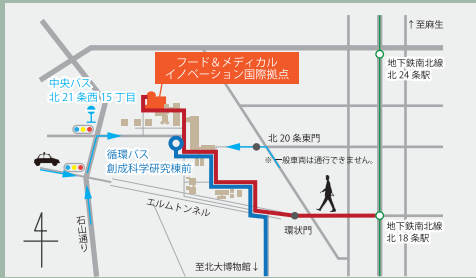 ↑至麻生
フード&メディカル
イノベーション国際拠点
地下鉄南北線
北24条駅
中央バス
北21条西15丁目
北20条東門
※一般車両は通行できません。
循環バス
創成科学研究棟前
エルムトンネル
石山通り
環状門
地下鉄南北線
北18条駅
至北大博物館↓